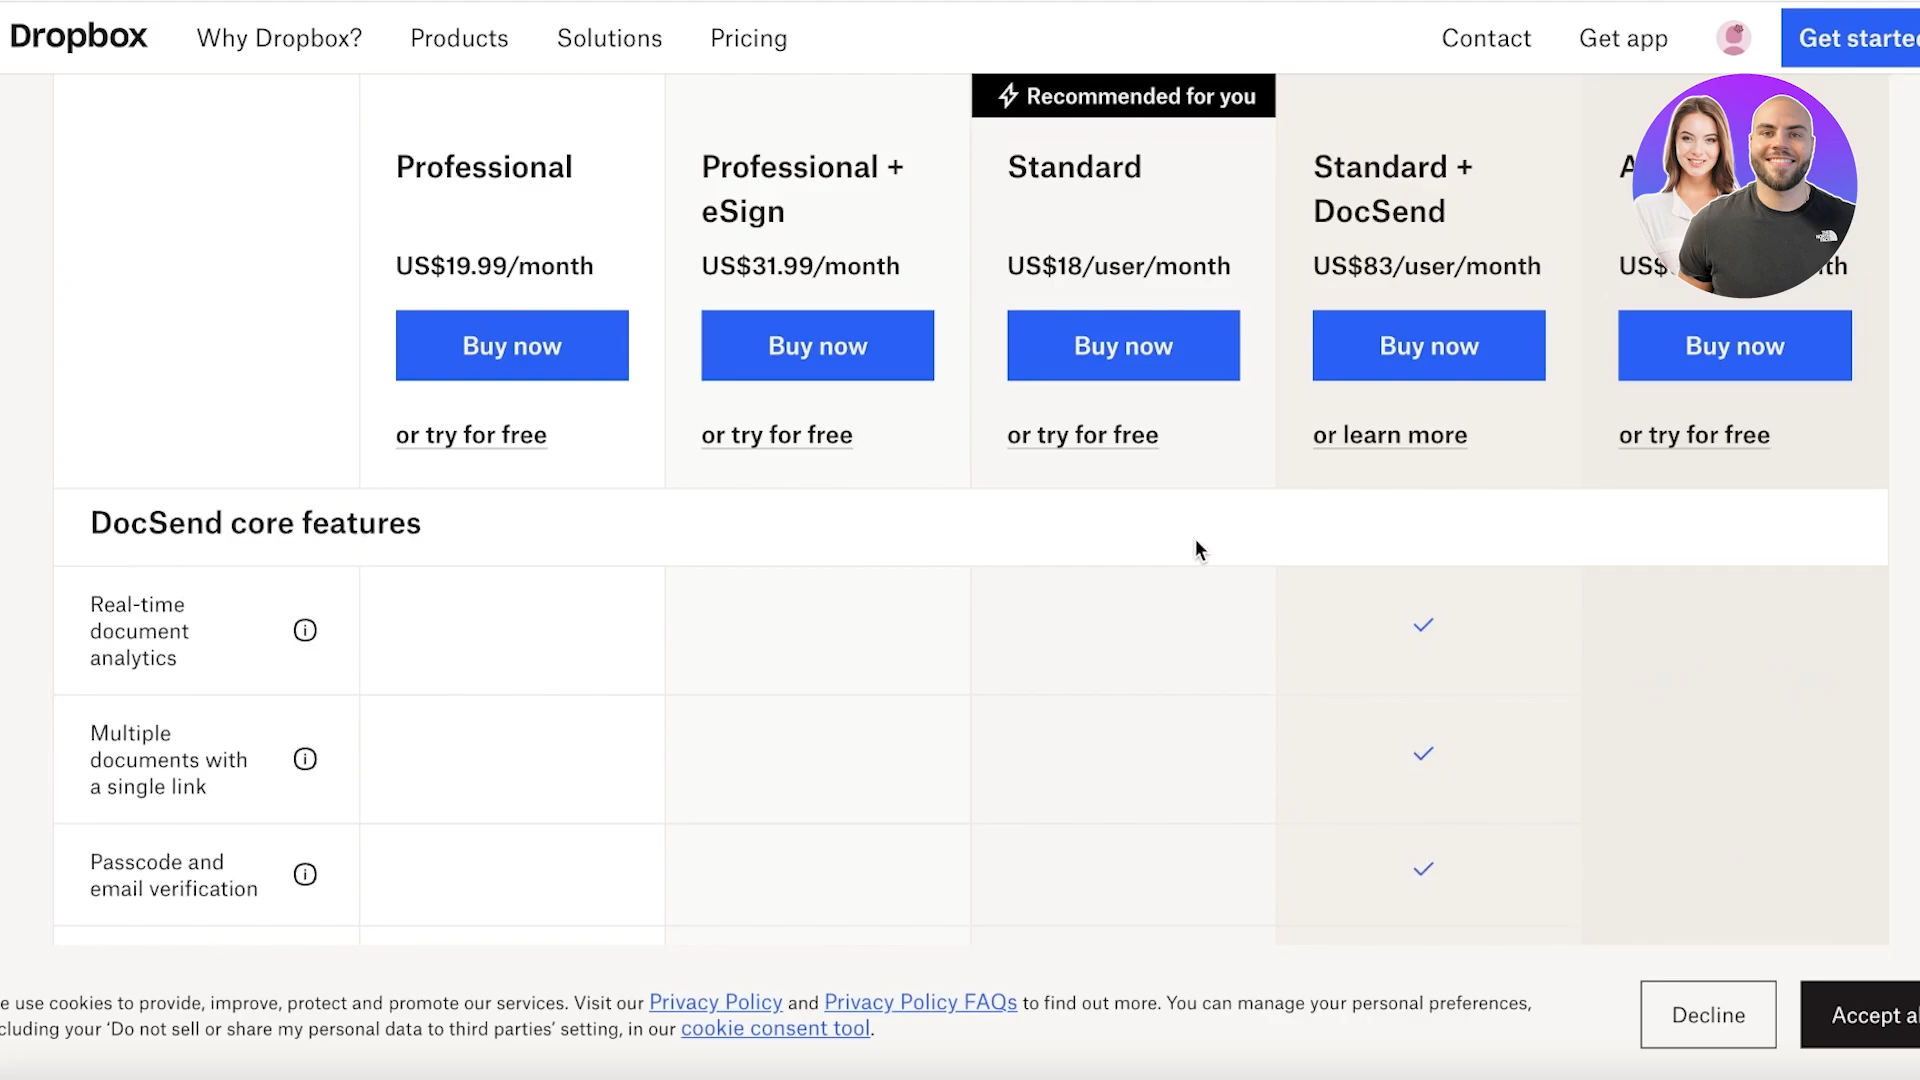 Dropbox Why Dropbox? Products Solutions Pricing Contact Get app Get starte
Recommended for you
Professional
Professional +
eSign
Standard
Standard +
DocSend
A
US$19.99/month
US$31.99/month
US$18/user/month
US$83/user/month
US$ th
Buy now Buy now Buy now Buy now Buy now
or try for free or try for free or try for free or learn more or try for free
DocSend core features
Real-time
document
analytics
Multiple
documents with
a single link
Passcode and
email verification
e use cookies to provide, improve, protect and promote our services. Visit our Privacy Policy and Privacy Policy FAQs to find out more. You can manage your personal preferences,
cluding your ‘Do not sell or share my personal data to third parties’ setting, in our cookie consent tool.
Decline
Accept al